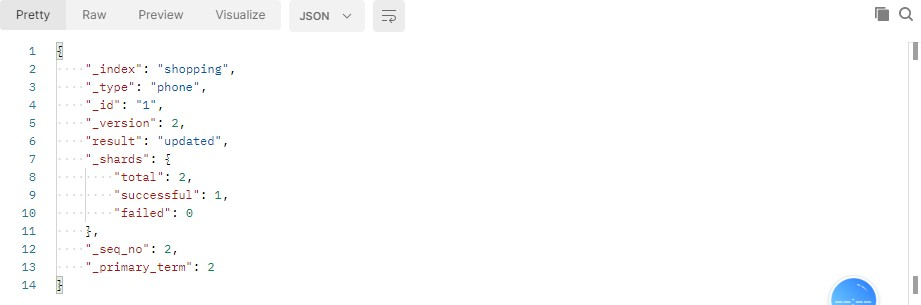 Pretty Raw Preview Visualize JSON
1 {
2 "_index": "shopping",
3 "_type": "phone",
4 "_id": "1",
5 "_version": 2,
6 "result": "updated",
7 "_shards": {
8 "total": 2,
9 "successful": 1,
10 "failed": 0
11 },
12 "_seq_no": 2,
13 "_primary_term": 2
14 }